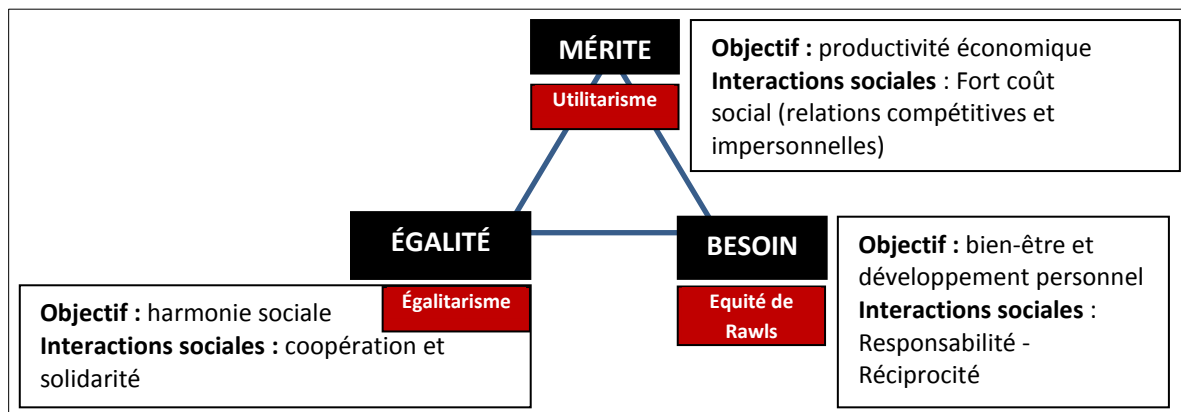 MÉRITE
Utilitarisme
Objectif : productivité économique
Interactions sociales : Fort coût
social (relations compétitives et
impersonnelles)
ÉGALITÉ
Égalitarisme
Objectif : harmonie sociale
Interactions sociales : coopération et
solidarité
BESOIN
Equité de
Rawls
Objectif : bien-être et
développement personnel
Interactions sociales :
Responsabilité -
Réciprocité